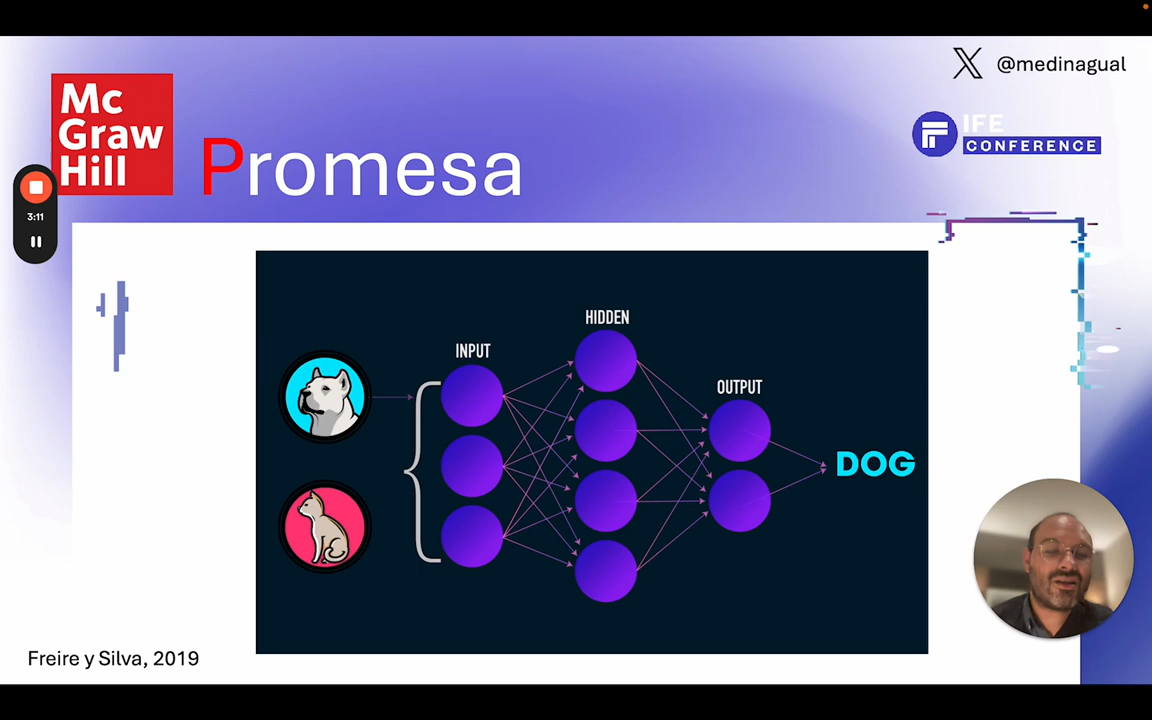 @medinagual
Mc
Graw
Hill
IFE
CONFERENCE
Promesa
3:11
HIDDEN
INPUT
OUTPUT
DOG
Freire y Silva, 2019